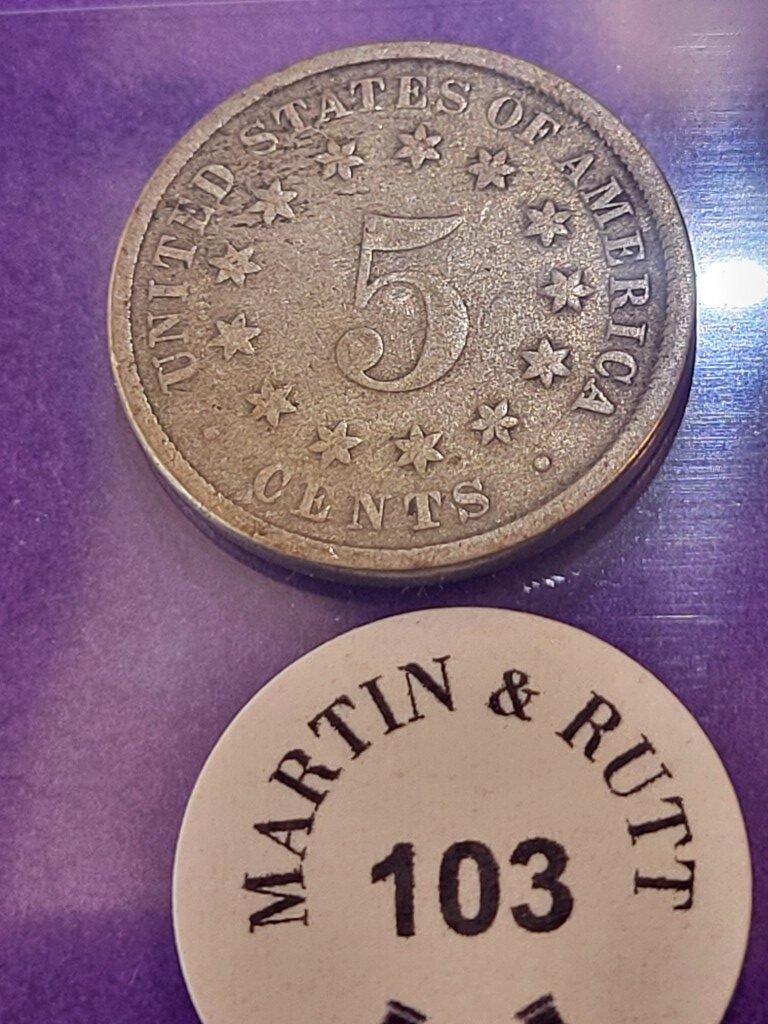 UNITED STATES OF AMERICA
5
CENTS
MARTIN & RUTT
103